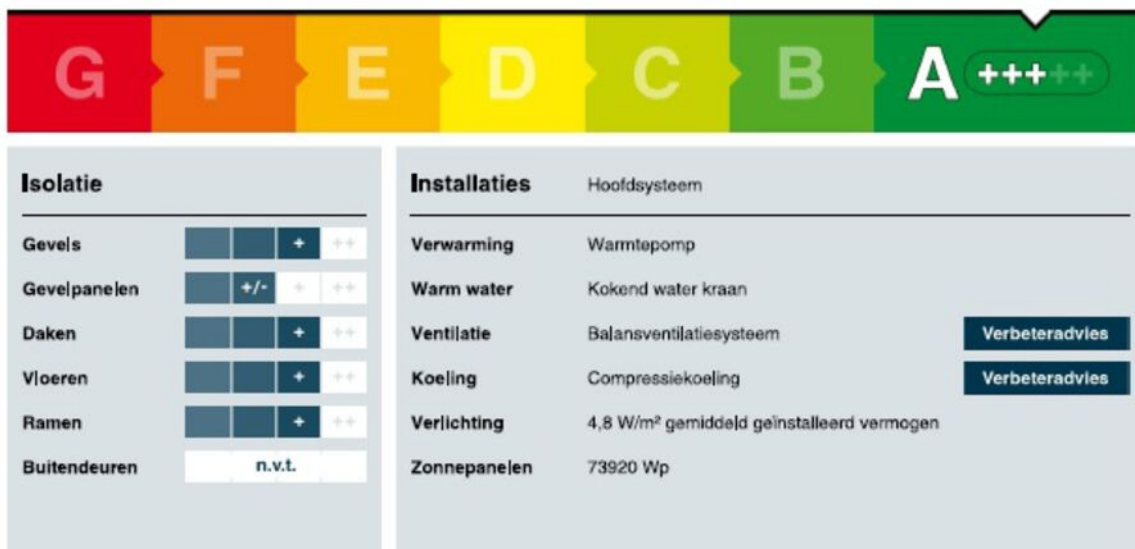 G F E D C B A +++++
Isolatie
Gevels + ++
Gevelpanelen +/- + ++
Daken + ++
Vloeren + ++
Ramen + ++
Buitendeuren n.v.t.
Installaties Hoofdsysteem
Verwarming Warmtepomp
Warm water Kokend water kraan
Ventilatie Balansventilatiesysteem Verbeteradvies
Koeling Compressiekoeling Verbeteradvies
Verlichting 4,8 W/m² gemiddeld geïnstalleerd vermogen
Zonnepanelen 73920 Wp